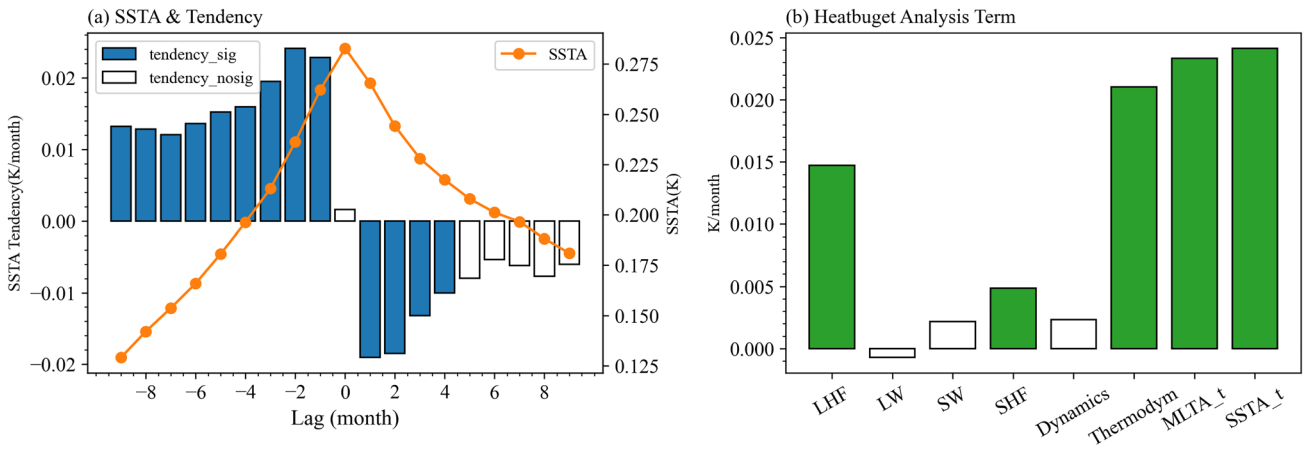 (a) SSTA & Tendency
tendency_sig
tendency_nosig
SSTA
SSTA Tendency(K/month)
0.02
0.01
0.00
−0.01
−0.02
−8
−6
−4
−2
0
2
4
6
8
Lag (month)
0.275
0.250
0.225
0.200
0.175
0.150
0.125
SSTA(K)
(b) Heatbuget Analysis Term
K/month
0.025
0.020
0.015
0.010
0.005
0.000
LHF
LW
SW
SHF
Dynamics
Thermodym
MLTA_t
SSTA_t